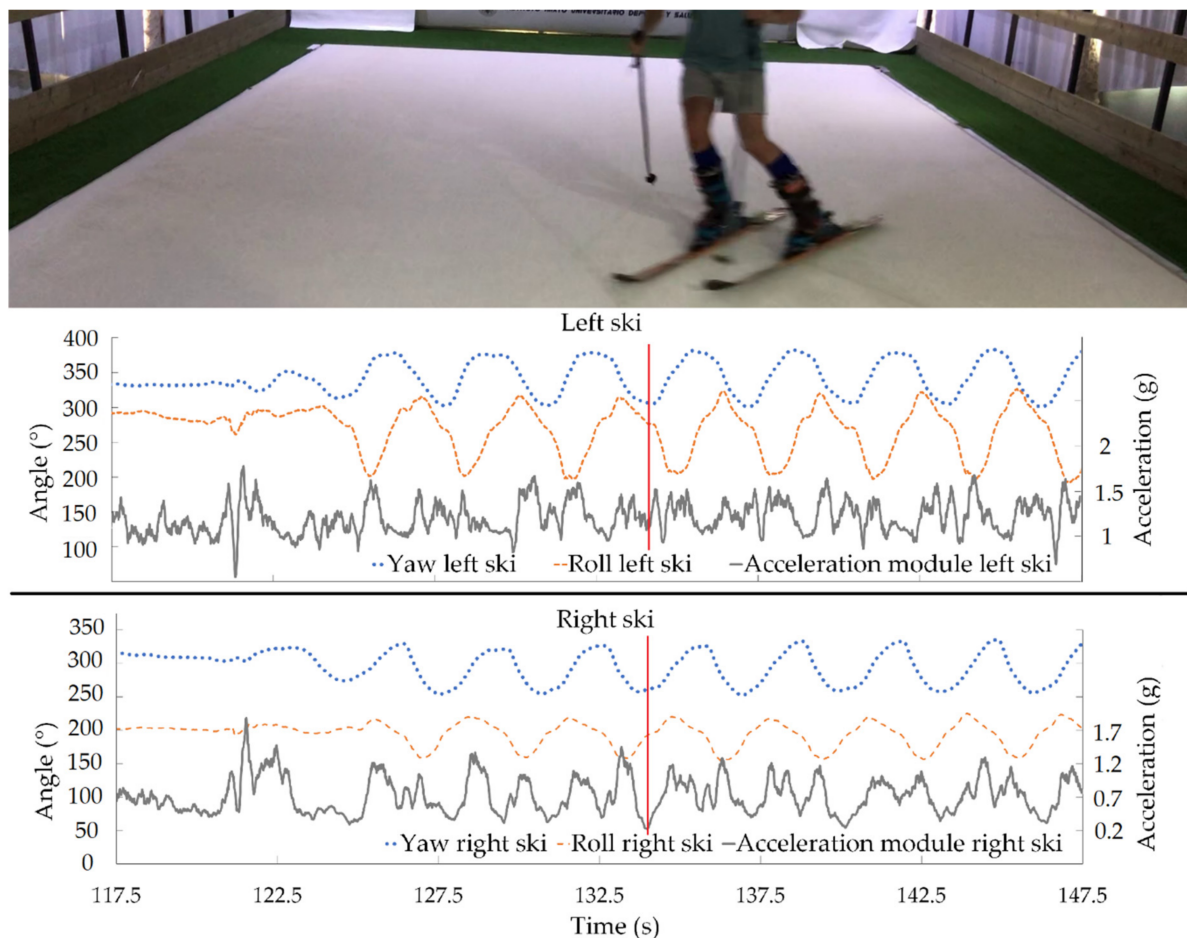 UNIVERSITARIO
Y
Left ski
400
350
300
250
200
150
100
Angle (°)
2
1.5
1
Acceleration (g)
Yaw left ski Roll left ski Acceleration module left ski
Right ski
350
300
250
200
150
100
50
0
Angle (°)
1.7
1.2
0.7
0.2
Acceleration (g)
Yaw right ski Roll right ski Acceleration module right ski
117.5 122.5 127.5 132.5 137.5 142.5 147.5
Time (s)